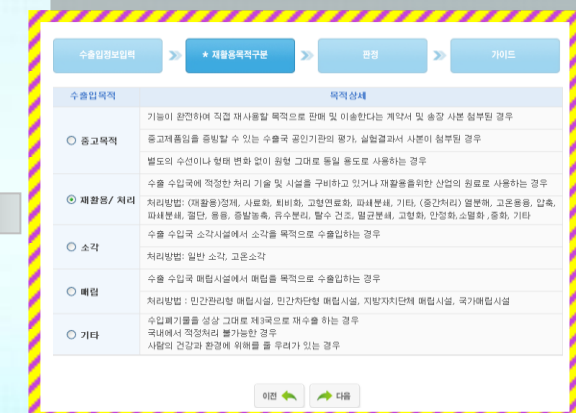 수출입정보입력
★ 재활용목적구분
판정
가이드
수출입목적
목적상세
중고목적
기능이 완전하며 직접 재사용할 목적으로 판매 및 이송한다는 계약서 및 송장 사본 첨부된 경우
중고제품임을 증빙할 수 있는 수출국 공인기관의 평가, 실험결과서 사본이 첨부된 경우
별도의 수선이나 형태 변화 없이 원형 그대로 동일 용도로 사용하는 경우
재활용/ 처리
수출 수입국에 적정한 처리 기술 및 시설을 구비하고 있거나 재활용을위한 산업의 원료로 사용하는 경우
처리방법: (재활용)정제, 사료화, 퇴비화, 고형연료화, 파쇄분쇄, 기타, (중간처리) 열분해, 고온용융, 압축,
파쇄분쇄, 절단, 용융, 증발농축, 유수분리, 탈수 건조, 멸균분쇄, 고형화, 안정화,소멸화 ,중화, 기타
소각
수출 수입국 소각시설에서 소각을 목적으로 수출입하는 경우
처리방법: 일반 소각, 고온소각
매립
수출 수입국 매립시설에서 매립을 목적으로 수출입하는 경우
처리방법 : 민간관리형 매립시설, 민간차단형 매립시설, 지방자치단체 매립시설, 국가매립시설
기타
수입폐기물을 성상 그대로 제3국으로 재수출 하는 경우
국내에서 적정처리 불가능한 경우
사람의 건강과 환경에 위해를 줄 우려가 있는 경우
이전
다음